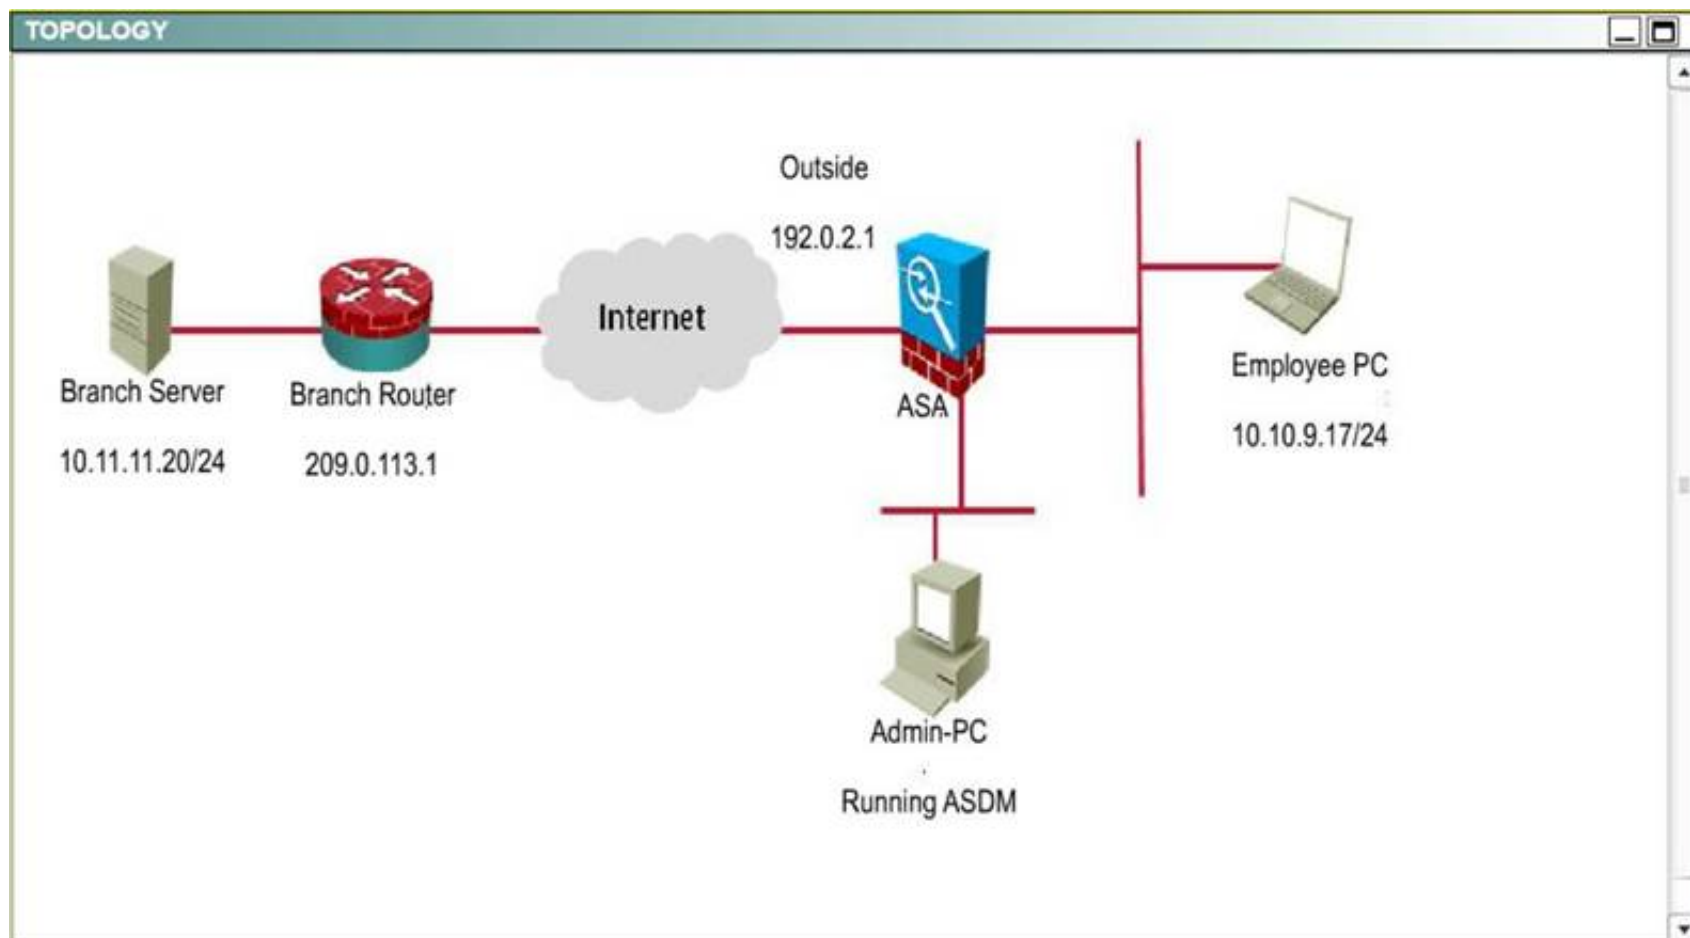 TOPOLOGY
Outside
192.0.2.1
Internet
Branch Server
10.11.11.20/24
Branch Router
209.0.113.1
ASA
Employee PC
10.10.9.17/24
Admin-PC
Running ASDM